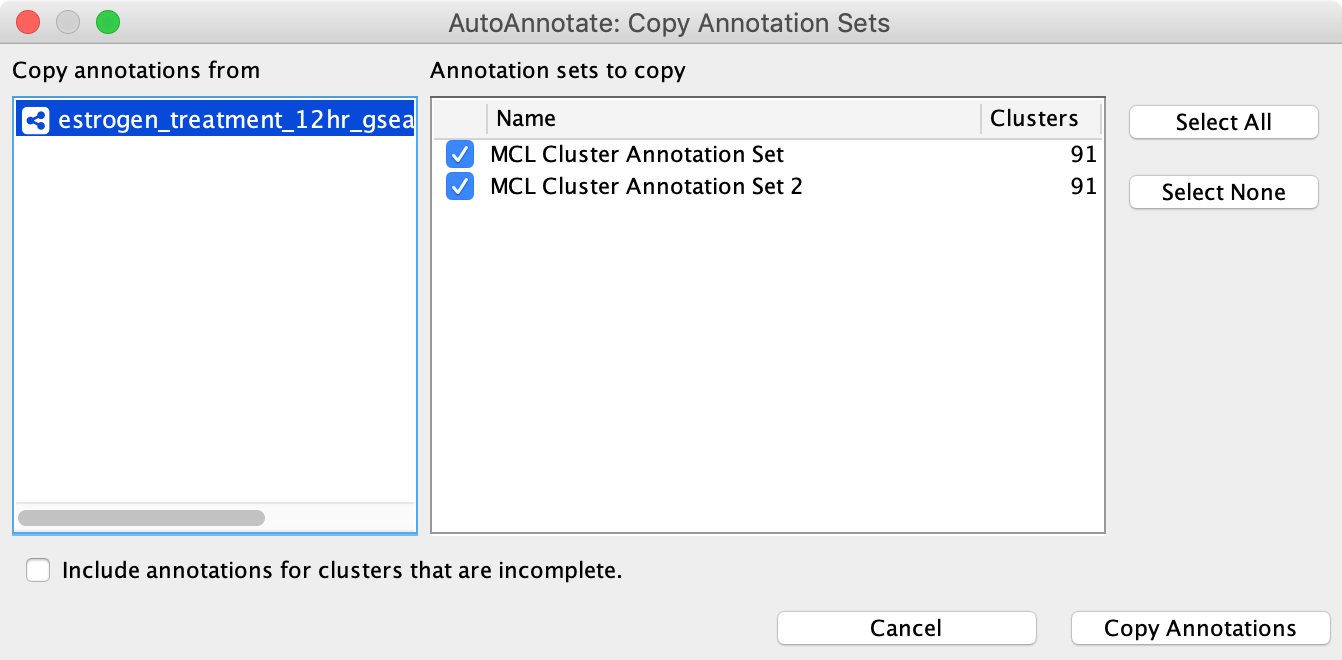 AutoAnnotate: Copy Annotation Sets
Copy annotations from
Annotation sets to copy
estrogen_treatment_12hr_gsea
Name Clusters
MCL Cluster Annotation Set 91
MCL Cluster Annotation Set 2 91
Select All
Select None
Include annotations for clusters that are incomplete.
Cancel
Copy Annotations